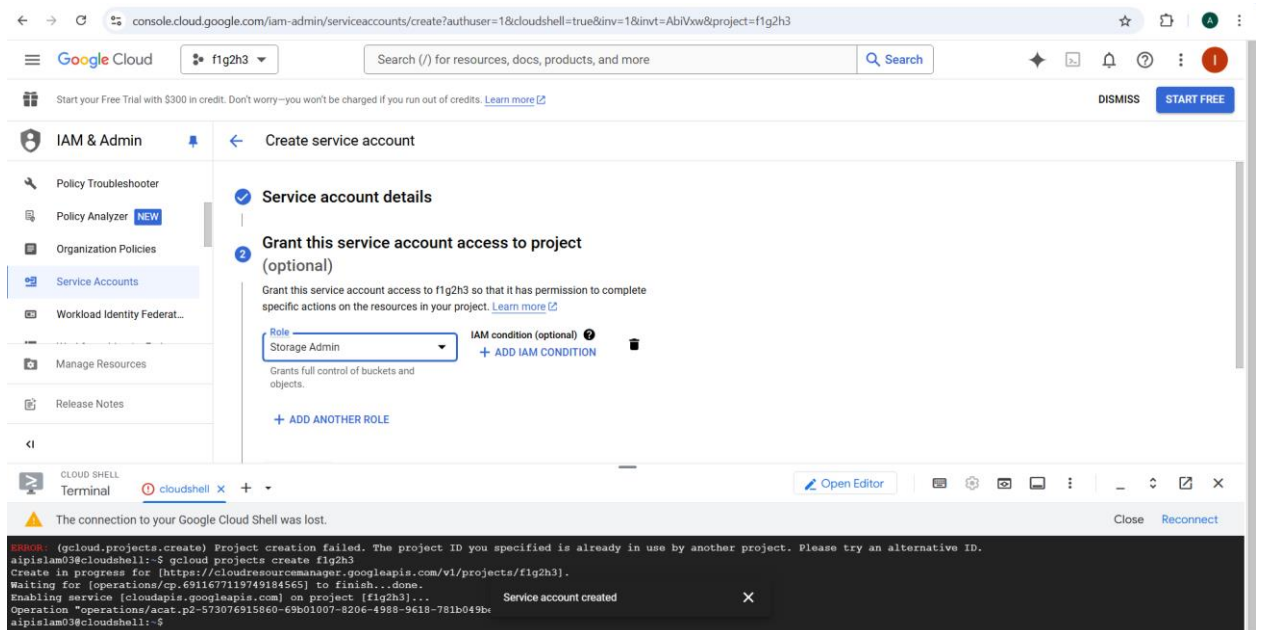 console.cloud.google.com/iam-admin/serviceaccounts/create?authuser=1&cloudshell=true&inv=1&invt=AbiVxw&project=f1g2h3
A
Google Cloud
f1g2h3
Search (/) for resources, docs, products, and more
Search
I
Start your Free Trial with $300 in credit. Don't worry—you won't be charged if you run out of credits. Learn more
DISMISS
START FREE
IAM & Admin
Create service account
Policy Troubleshooter
Policy Analyzer NEW
Organization Policies
Service Accounts
Workload Identity Federat...
Manage Resources
Release Notes
Service account details
2
Grant this service account access to project
(optional)
Grant this service account access to f1g2h3 so that it has permission to complete
specific actions on the resources in your project. Learn more
Role
Storage Admin
IAM condition (optional)
+ ADD IAM CONDITION
Grants full control of buckets and
objects.
+ ADD ANOTHER ROLE
CLOUD SHELL
Terminal
cloudshell
Open Editor
The connection to your Google Cloud Shell was lost.
Close
Reconnect
ERROR: (gcloud.projects.create) Project creation failed. The project ID you specified is already in use by another project. Please try an alternative ID.
aipislam03@cloudshell:~$ gcloud projects create f1g2h3
Create in progress for [https://cloudresourcemanager.googleapis.com/v1/projects/f1g2h3].
Waiting for [operations/cp.6911677119749184565] to finish...done.
Enabling service [cloudapis.googleapis.com] on project [f1g2h3]...
Operation "operations/acat.p2-573076915860-69b01007-8206-4988-9618-781b049b
aipislam03@cloudshell:~$
Service account created